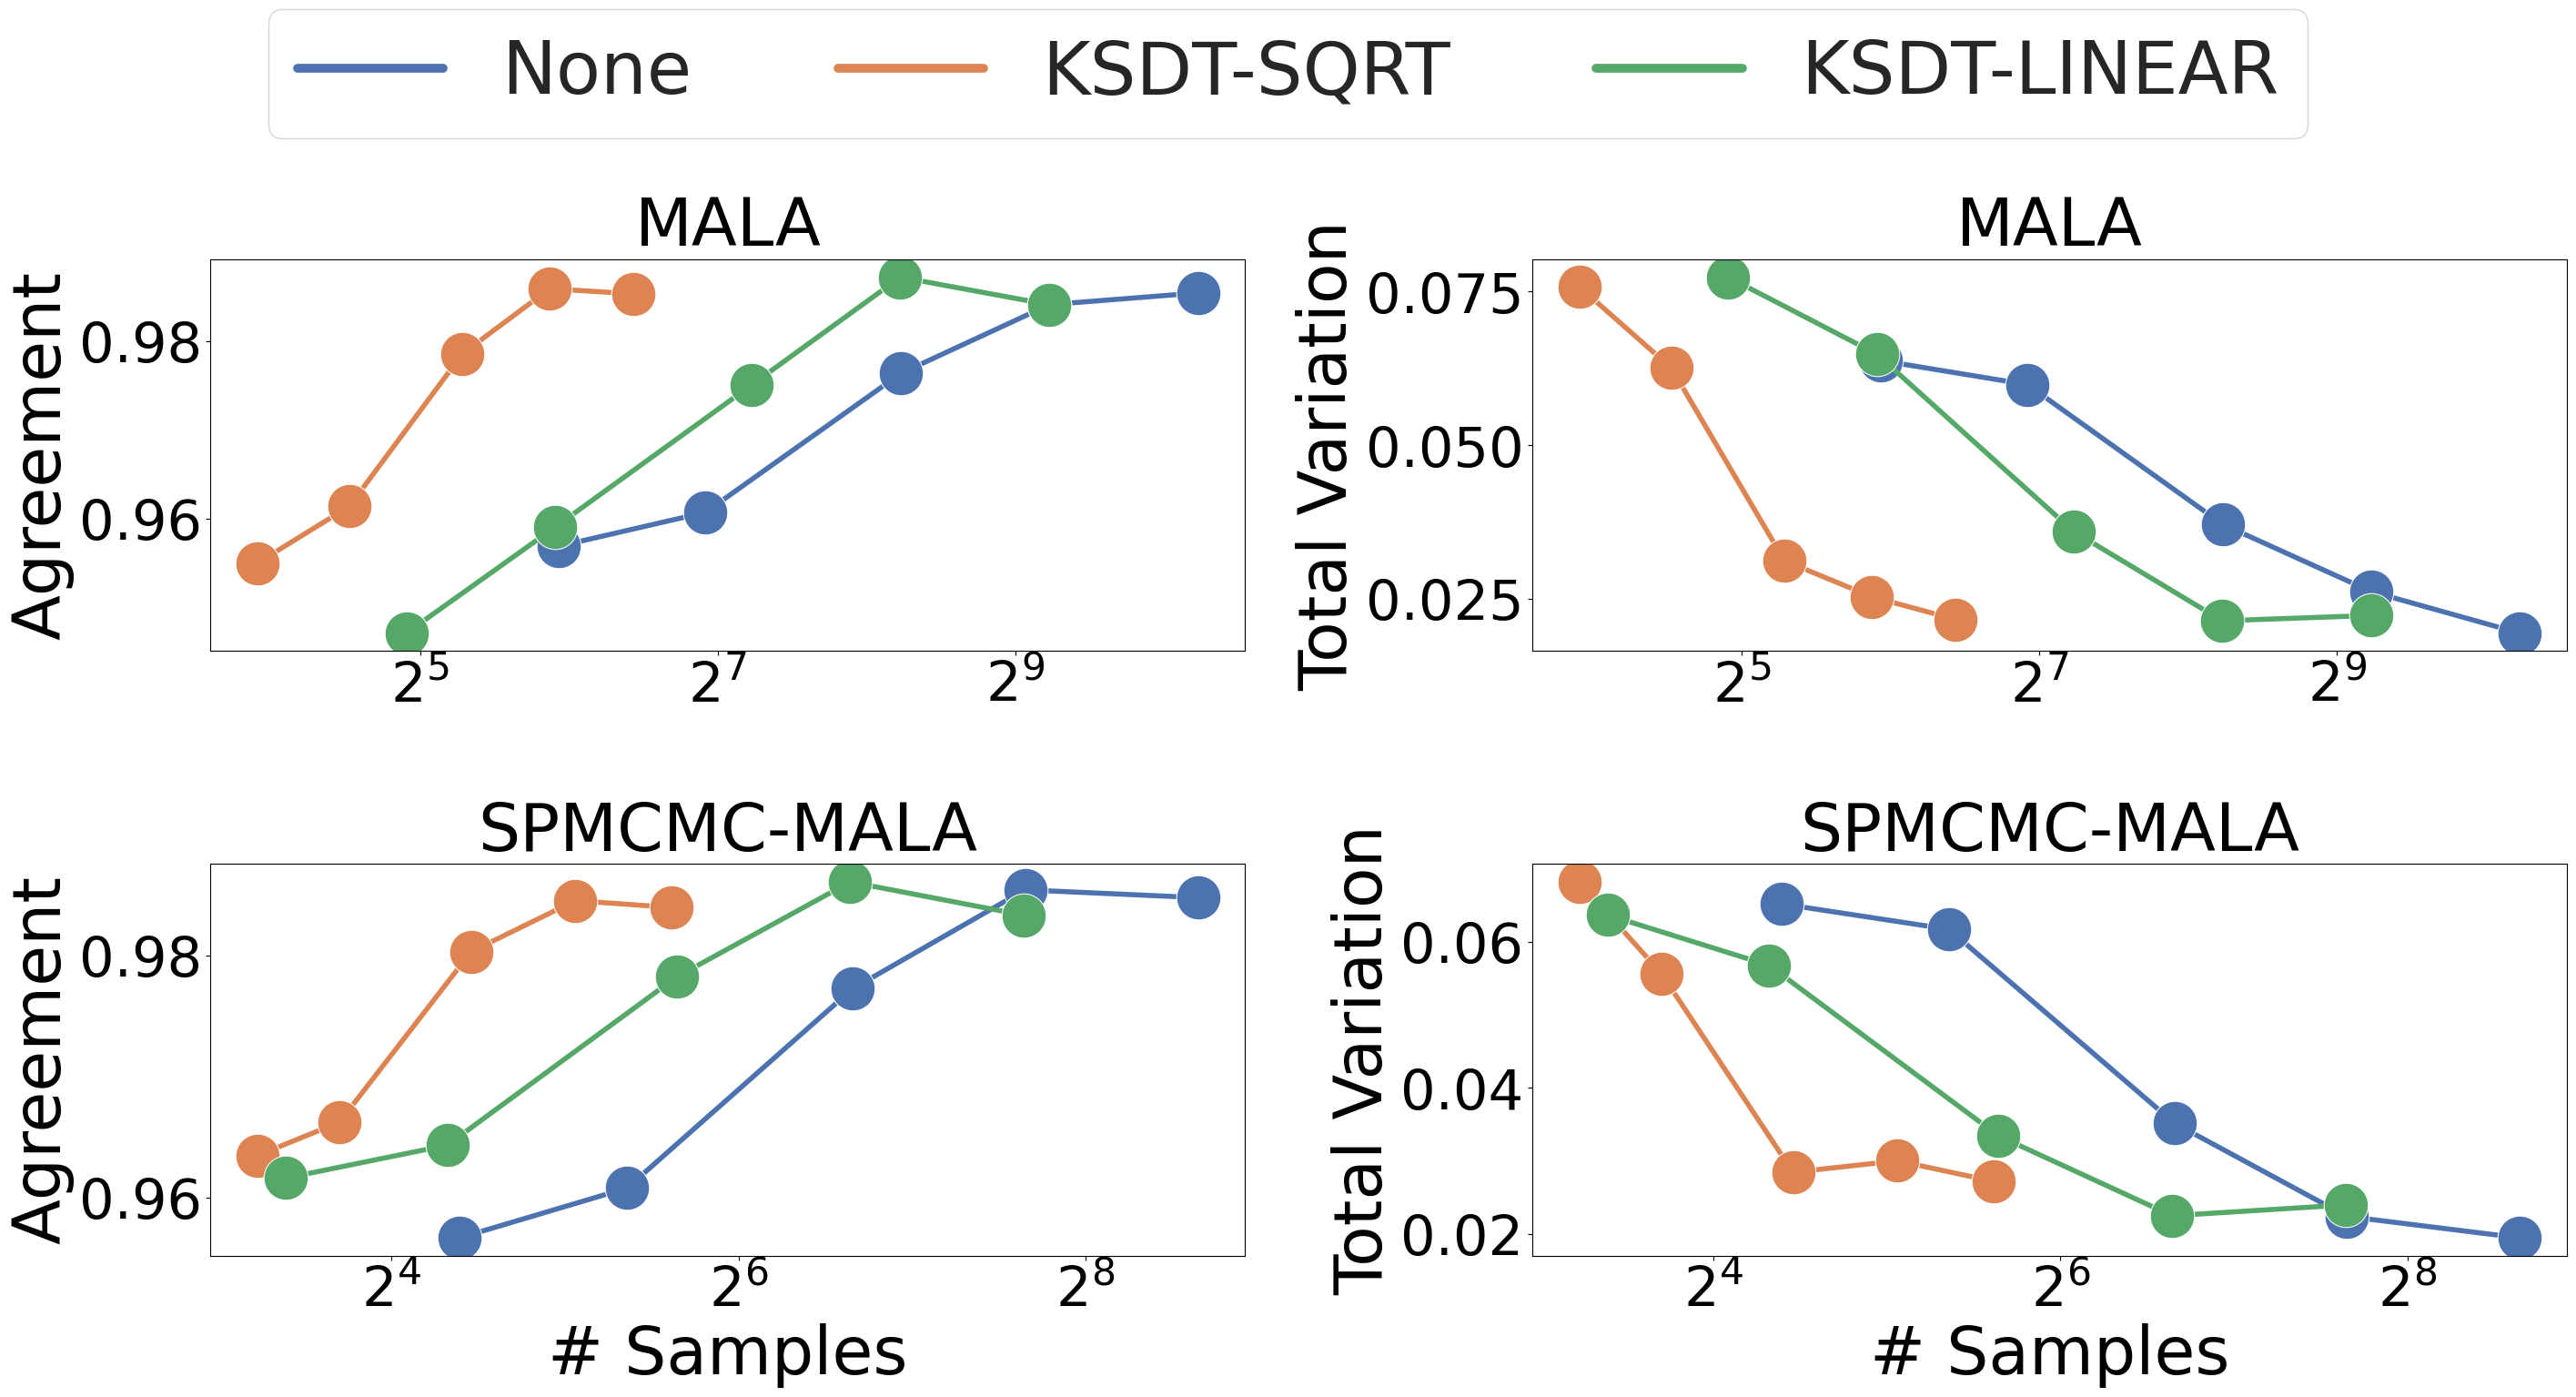 None KSDT-SQRT KSDT-LINEAR
MALA
Agreement
0.98
0.96
2^5 2^7 2^9
MALA
Total Variation
0.075
0.050
0.025
2^5 2^7 2^9
SPMCMC-MALA
Agreement
0.98
0.96
2^4 2^6 2^8
# Samples
SPMCMC-MALA
Total Variation
0.06
0.04
0.02
2^4 2^6 2^8
# Samples